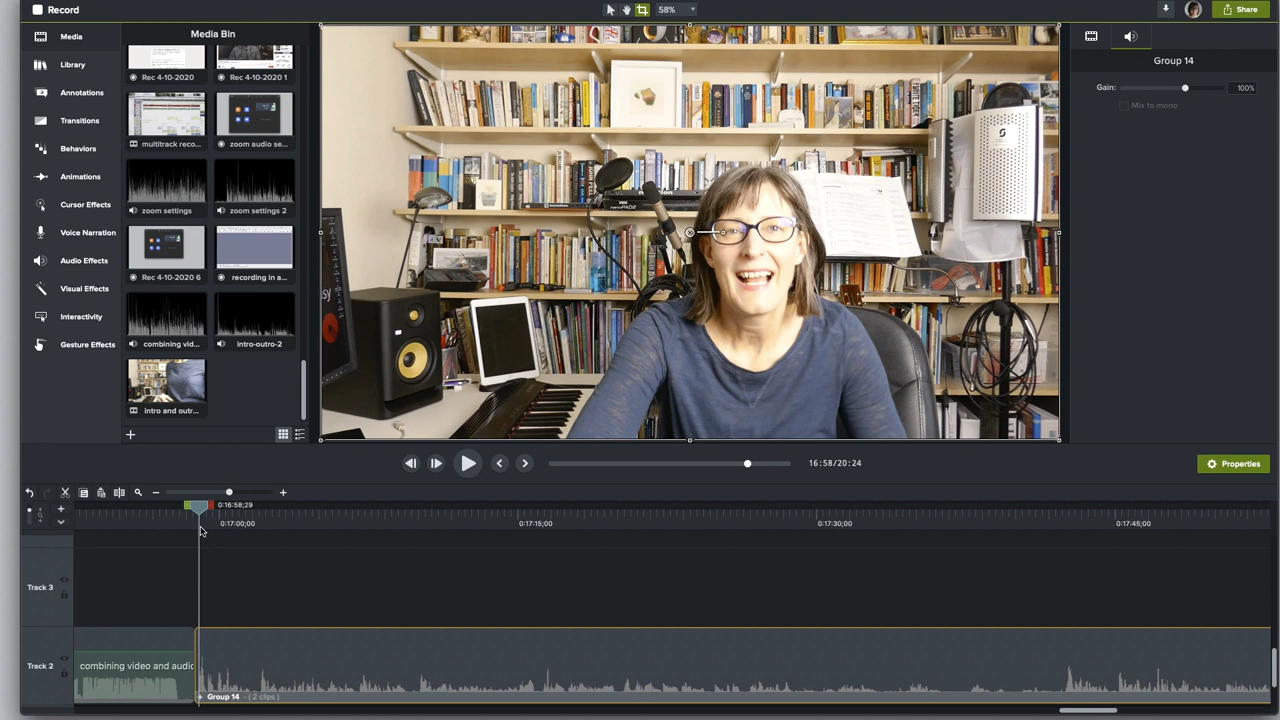 Record
58%
Share
Media
Library
Annotations
Transitions
Behaviors
Animations
Cursor Effects
Voice Narration
Audio Effects
Visual Effects
Interactivity
Gesture Effects
Media Bin
Rec 4-10-2020
Rec 4-10-2020 1
multitrack reco...
zoom audio se...
zoom settings
zoom settings 2
Rec 4-10-2020 6
recording in a...
combining vid...
intro-outro-2
intro and outr...
nanoPAD2
Group 14
Gain:
100%
Mix to mono
16:58/20:24
Properties
0:16:58;29
0:17:00;00
0:17:15;00
0:17:30;00
0:17:45;00
Track 3
Track 2
combining video and audio
Group 14
(2 clips)